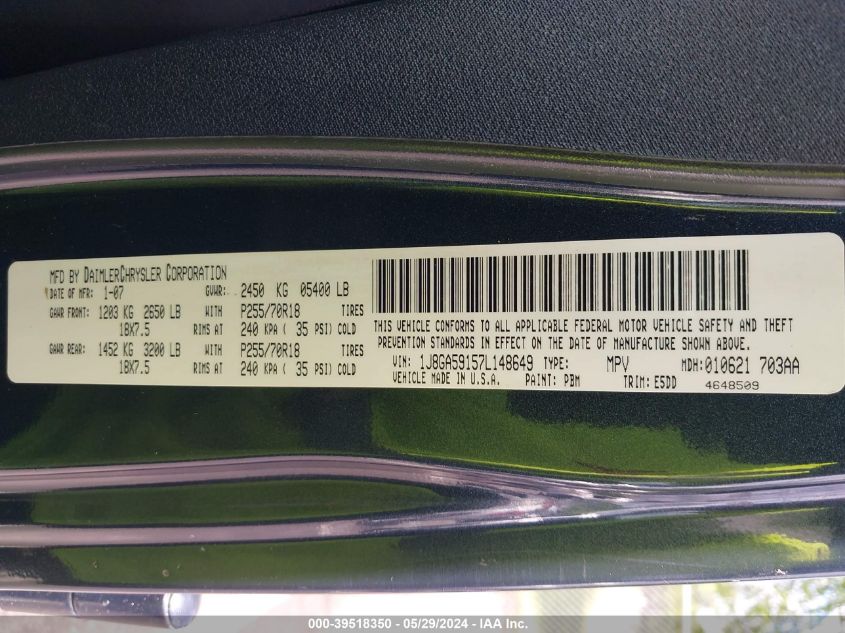 MFD BY DAIMLERCHRYSLER CORPORATION
DATE OF MFR: 1-07 GVWR: 2450 KG 05400 LB
GAWR FRONT: 1203 KG 2650 LB WITH P255/70R18 TIRES
18X7.5 RIMS AT 240 KPA ( 35 PSI) COLD
GAWR REAR: 1452 KG 3200 LB WITH P255/70R18 TIRES
18X7.5 RIMS AT 240 KPA ( 35 PSI) COLD
THIS VEHICLE CONFORMS TO ALL APPLICABLE FEDERAL MOTOR VEHICLE SAFETY AND THEFT
PREVENTION STANDARDS IN EFFECT ON THE DATE OF MANUFACTURE SHOWN ABOVE.
VIN: 1J8GA59157L148649 TYPE: MPV MDH: 010621 703AA
VEHICLE MADE IN U.S.A. PAINT: PBM TRIM: E5DD 4648509
000-39518350 - 05/29/2024 - IAA Inc.